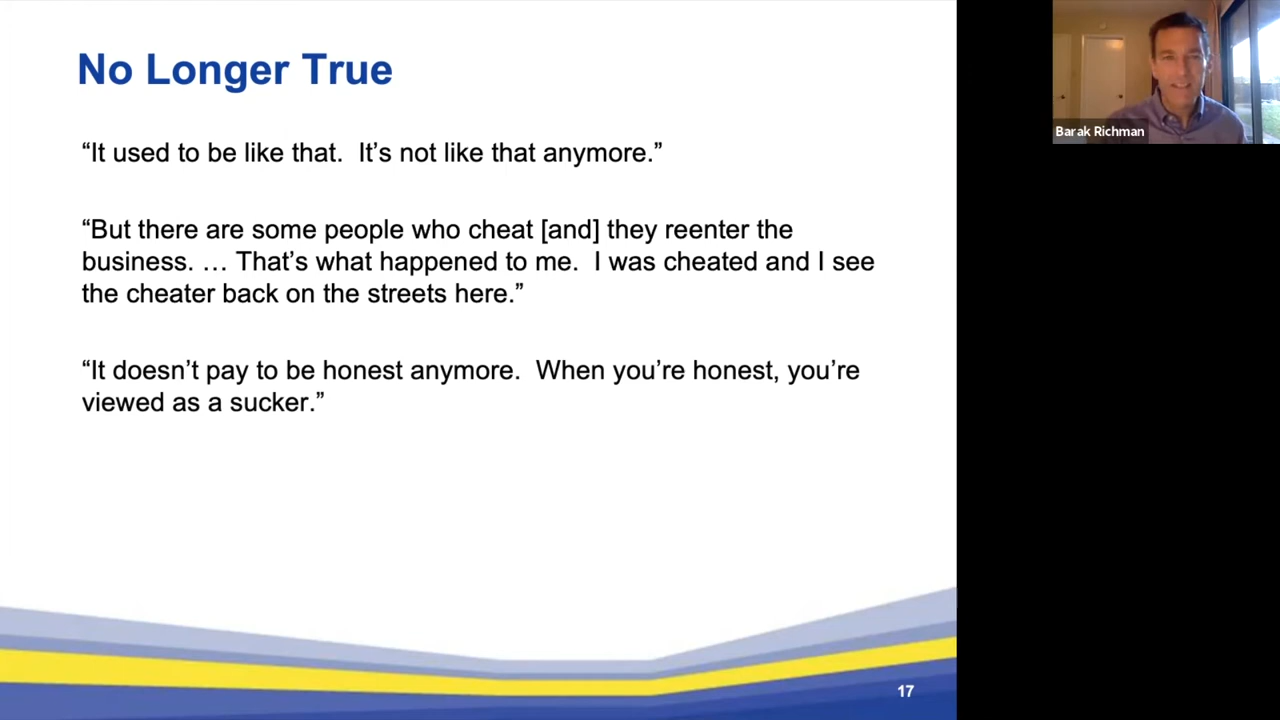 No Longer True
“It used to be like that.  It’s not like that anymore.”
“But there are some people who cheat [and] they reenter the
business. … That’s what happened to me.  I was cheated and I see
the cheater back on the streets here.”
“It doesn’t pay to be honest anymore.  When you’re honest, you’re
viewed as a sucker.”
17
Barak Richman